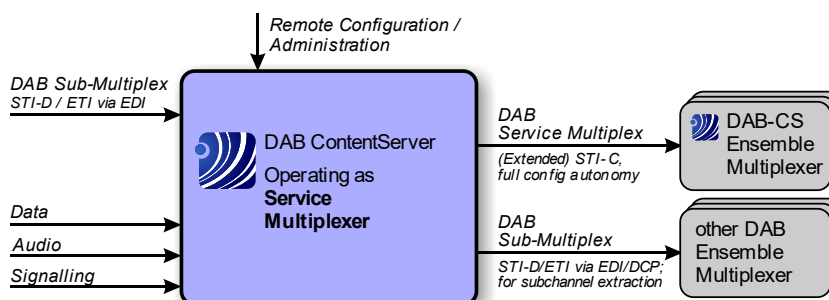 Remote Configuration /
Administration
DAB Sub-Multiplex
STI-D / ETI via EDI
Data
Audio
Signalling
DAB ContentServer
Operating as
Service
Multiplexer
DAB
Service Multiplex
(Extended) STI-C,
full config autonomy
DAB
Sub-Multiplex
STI-D/ETI via EDI/DCP;
for subchannel extraction
DAB-CS
Ensemble
Multiplexer
other DAB
Ensemble
Multiplexer